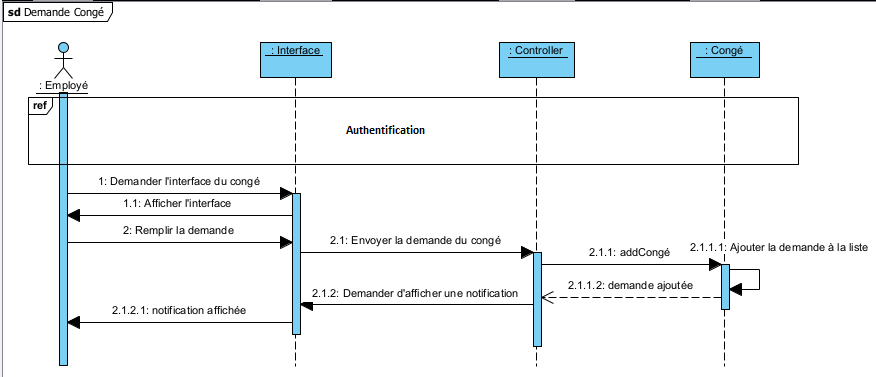 sd Demande Congé
: Interface
: Controller
: Congé
: Employé
ref
Authentification
1: Demander l'interface du congé
1.1: Afficher l'interface
2: Remplir la demande
2.1: Envoyer la demande du congé
2.1.1: addCongé
2.1.1.1: Ajouter la demande à la liste
2.1.1.2: demande ajoutée
2.1.2: Demander d'afficher une notification
2.1.2.1: notification affichée